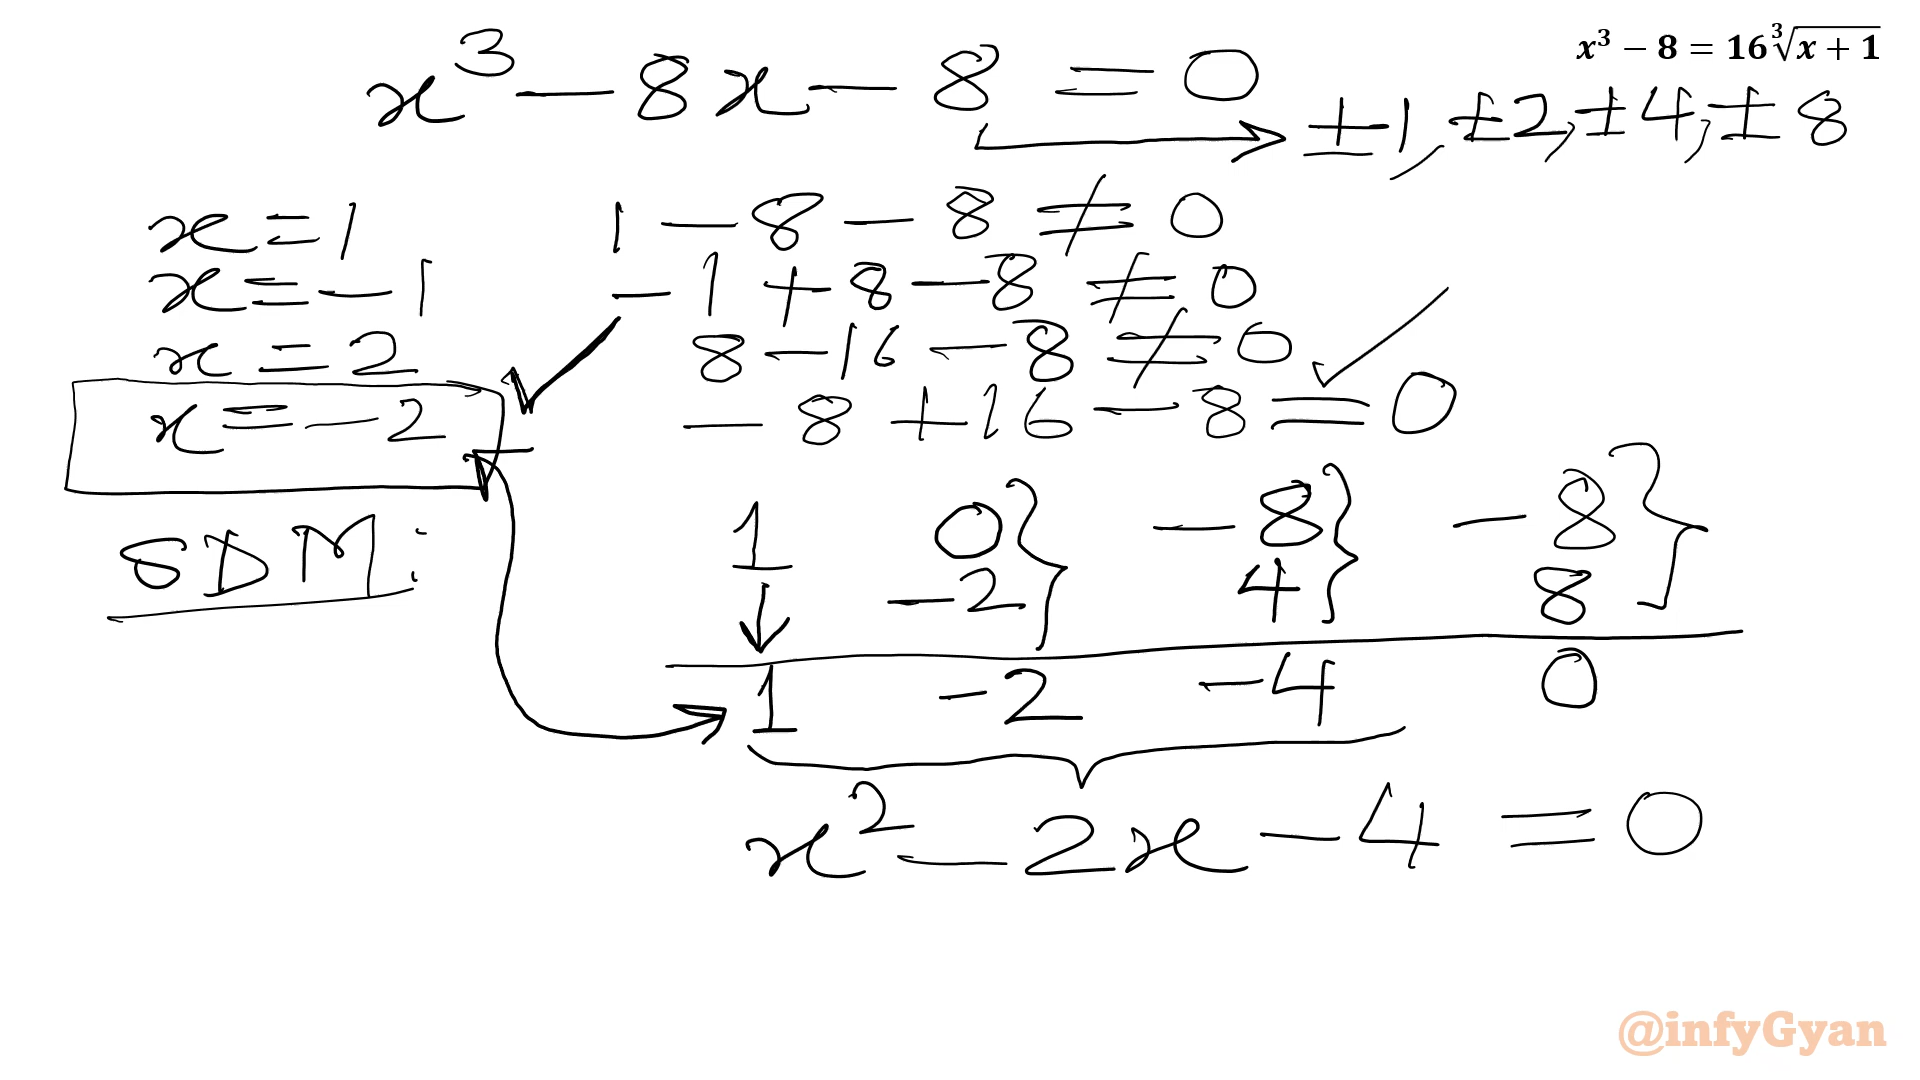 x³ − 8 = 16∛(x + 1)
x³ − 8x − 8 = 0
±1, ±2, ±4, ±8
x = 1 1 − 8 − 8 ≠ 0
x = −1 −1 + 8 − 8 ≠ 0
x = 2 8 − 16 − 8 ≠ 0
x = −2 −8 + 16 − 8 = 0
SDM:
1 0 −8 −8
−2 4 8
1 −2 −4 0
x² − 2x − 4 = 0
@infyGyan